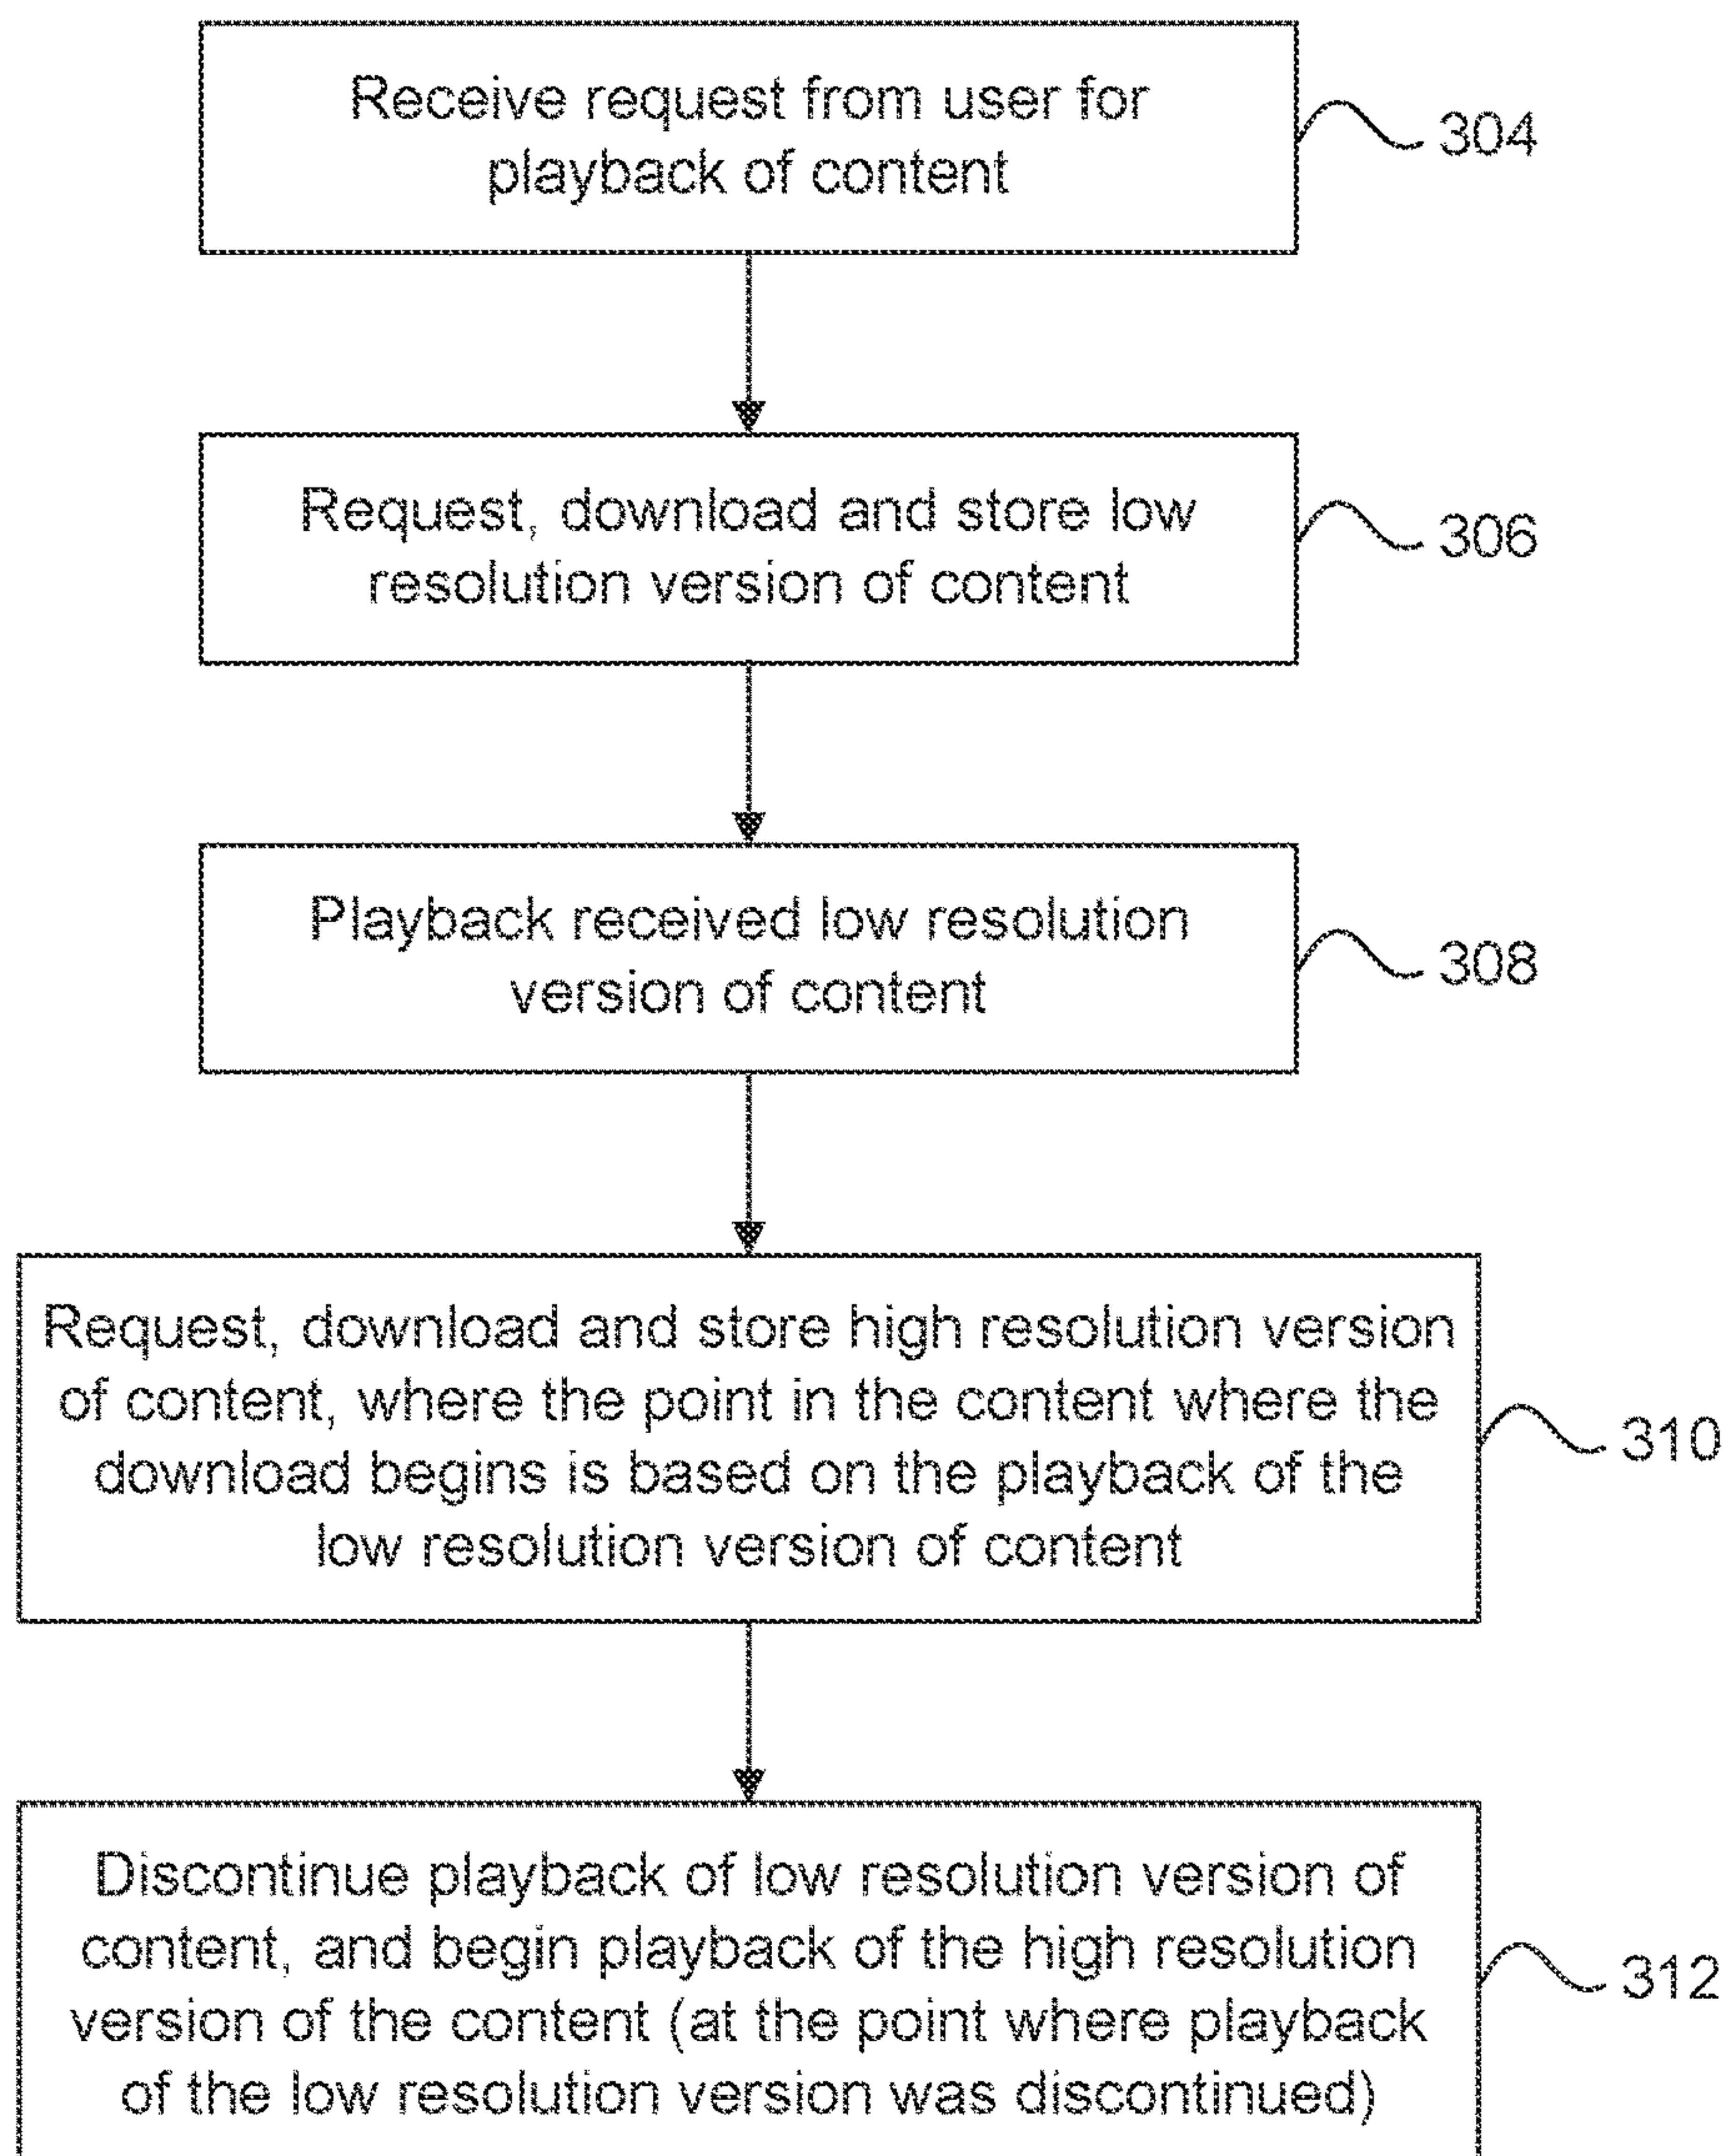 Receive request from user for
playback of content
304
Request, download and store low
resolution version of content
306
Playback received low resolution
version of content
308
Request, download and store high resolution version
of content, where the point in the content where the
download begins is based on the playback of the
low resolution version of content
310
Discontinue playback of low resolution version of
content, and begin playback of the high resolution
version of the content (at the point where playback
of the low resolution version was discontinued)
312